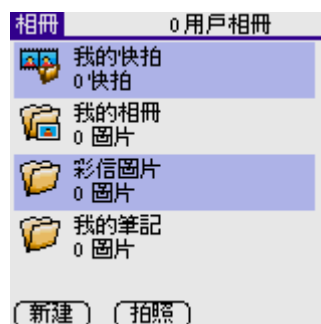 相冊 0 用戶相冊
我的快拍
0 快拍
我的相冊
0 圖片
彩信圖片
0 圖片
我的筆記
0 圖片
新建 拍照